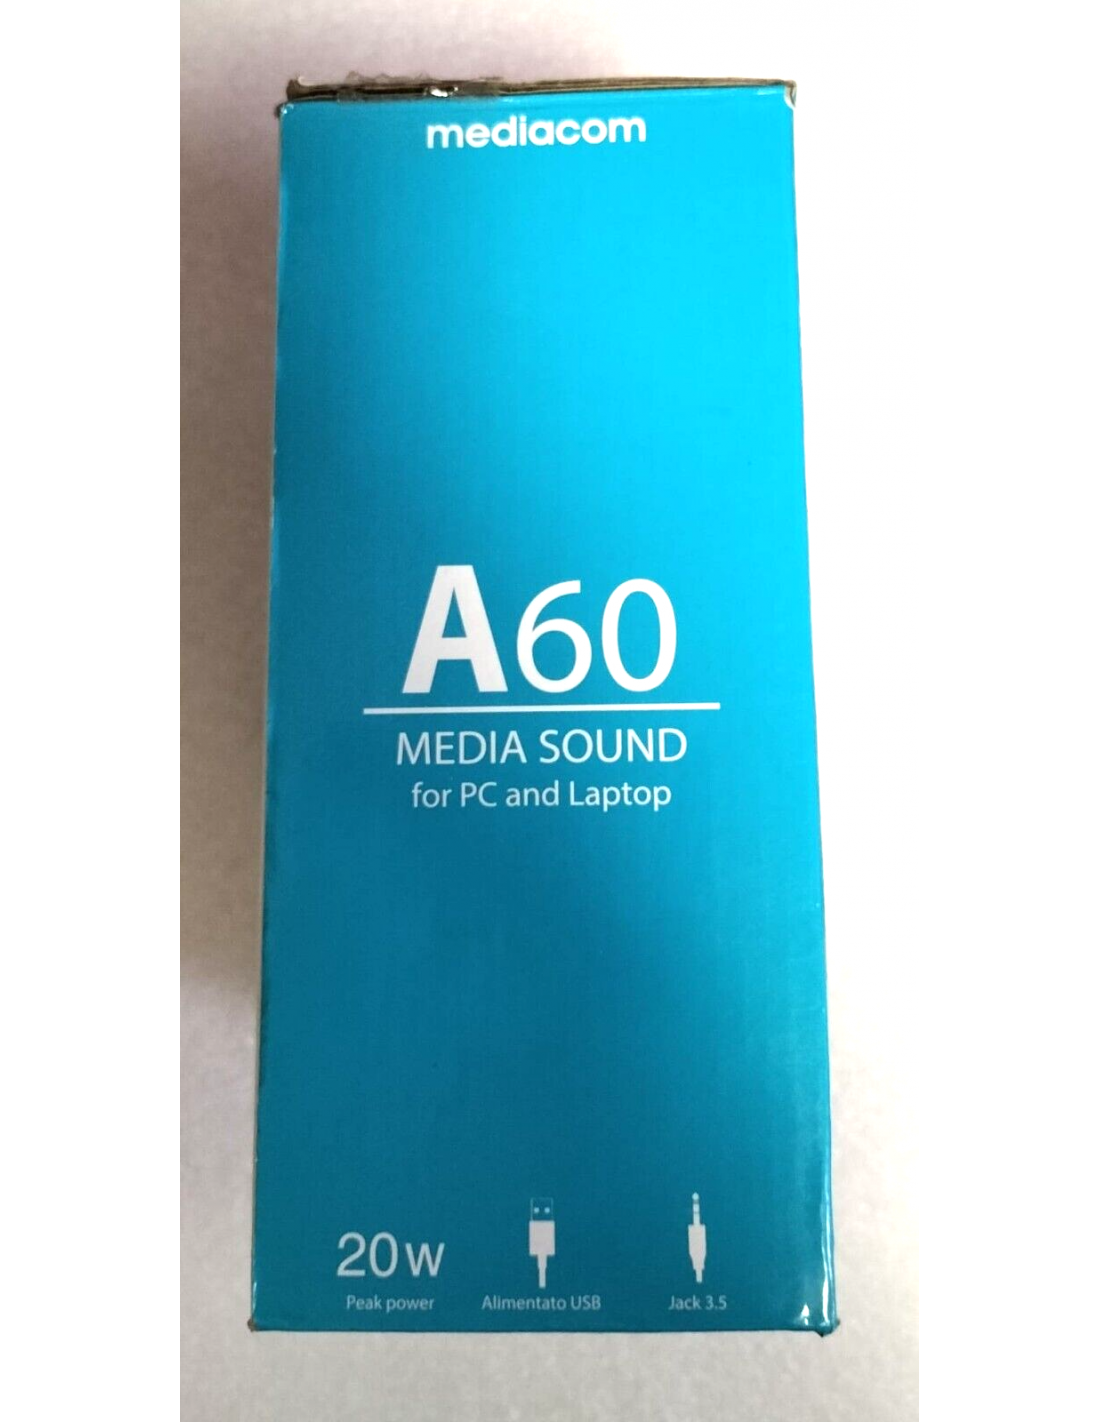 mediacom
A60
MEDIA SOUND
for PC and Laptop
20w
Peak power
Alimentato USB
Jack 3.5